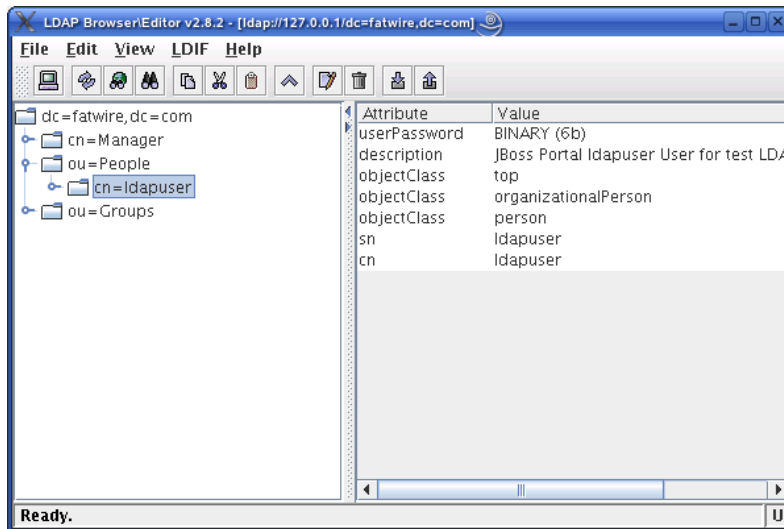 LDAP Browser\Editor v2.8.2 - [ldap://127.0.0.1/dc=fatwire,dc=com]
File Edit View LDIF Help
dc=fatwire,dc=com
cn=Manager
ou=People
cn=ldapuser
ou=Groups
Attribute Value
userPassword BINARY (6b)
description JBoss Portal ldapuser User for test LDA
objectClass top
objectClass organizationalPerson
objectClass person
sn ldapuser
cn ldapuser
Ready. U